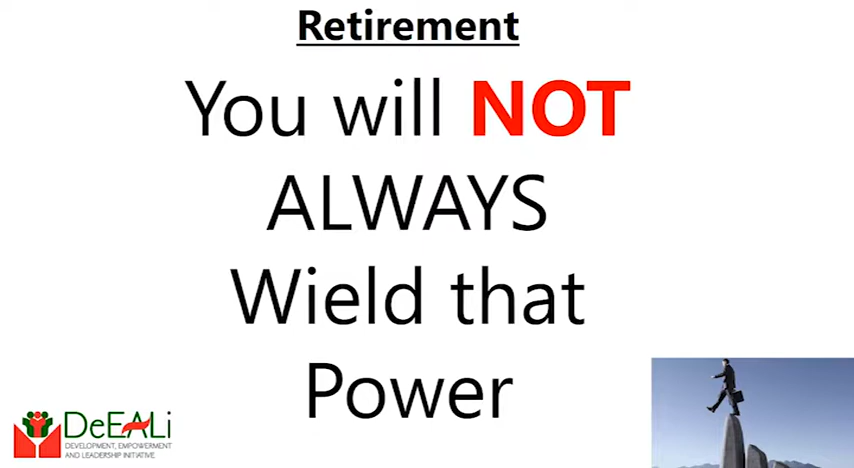 Retirement
You will NOT
ALWAYS
Wield that
Power
DeEALi
DEVELOPMENT, EMPOWERMENT
AND LEADERSHIP INITIATIVE.